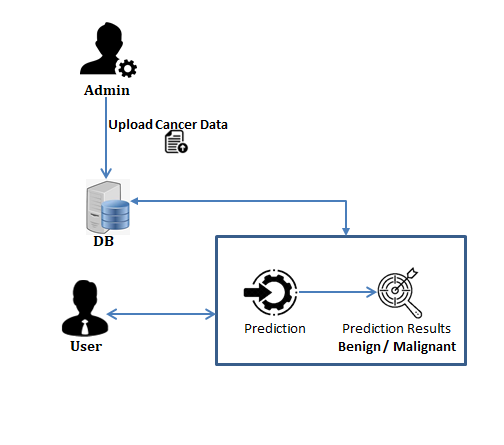 Admin
Upload Cancer Data
DB
User
Prediction
Prediction Results
Benign / Malignant